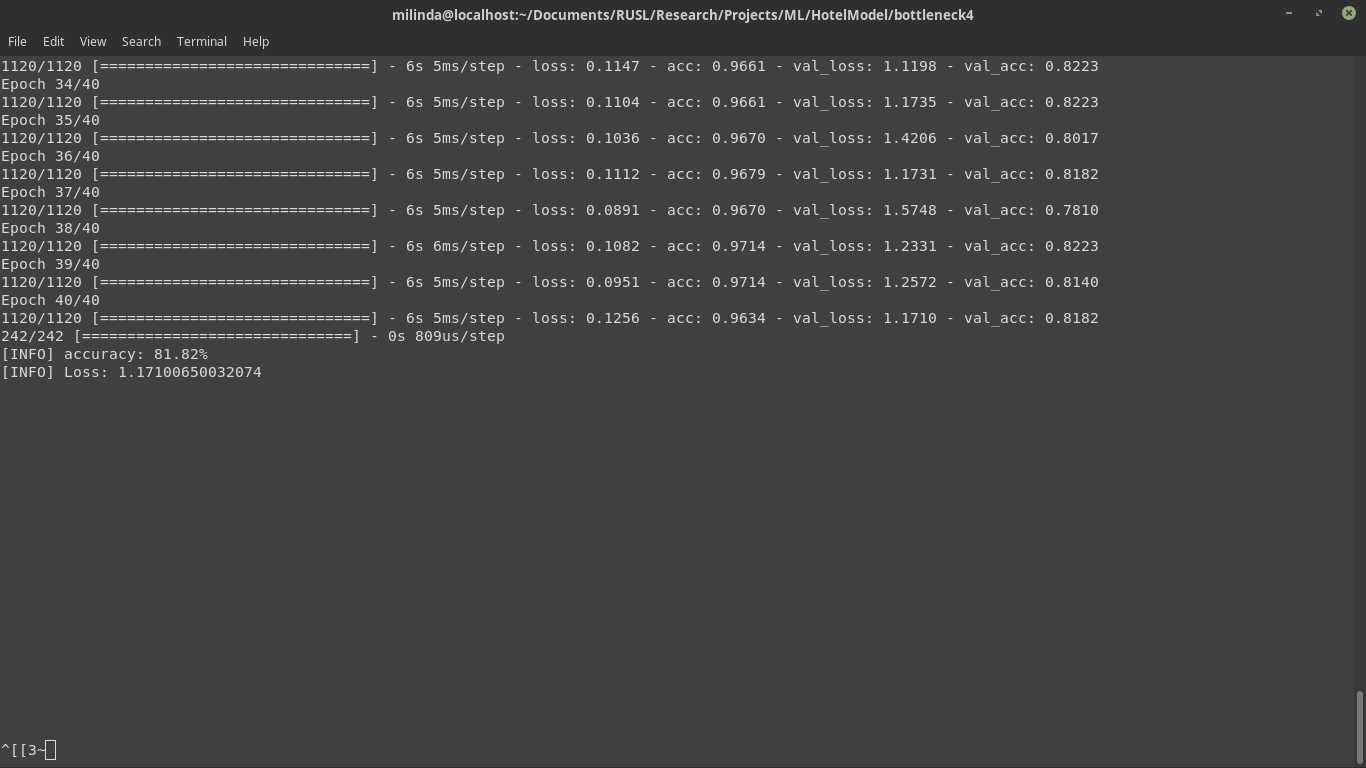 milinda@localhost:~/Documents/RUSL/Research/Projects/ML/HotelModel/bottleneck4
File Edit View Search Terminal Help
1120/1120 [==============================] - 6s 5ms/step - loss: 0.1147 - acc: 0.9661 - val_loss: 1.1198 - val_acc: 0.8223
Epoch 34/40
1120/1120 [==============================] - 6s 5ms/step - loss: 0.1104 - acc: 0.9661 - val_loss: 1.1735 - val_acc: 0.8223
Epoch 35/40
1120/1120 [==============================] - 6s 5ms/step - loss: 0.1036 - acc: 0.9670 - val_loss: 1.4206 - val_acc: 0.8017
Epoch 36/40
1120/1120 [==============================] - 6s 5ms/step - loss: 0.1112 - acc: 0.9679 - val_loss: 1.1731 - val_acc: 0.8182
Epoch 37/40
1120/1120 [==============================] - 6s 5ms/step - loss: 0.0891 - acc: 0.9670 - val_loss: 1.5748 - val_acc: 0.7810
Epoch 38/40
1120/1120 [==============================] - 6s 6ms/step - loss: 0.1082 - acc: 0.9714 - val_loss: 1.2331 - val_acc: 0.8223
Epoch 39/40
1120/1120 [==============================] - 6s 5ms/step - loss: 0.0951 - acc: 0.9714 - val_loss: 1.2572 - val_acc: 0.8140
Epoch 40/40
1120/1120 [==============================] - 6s 5ms/step - loss: 0.1256 - acc: 0.9634 - val_loss: 1.1710 - val_acc: 0.8182
242/242 [==============================] - 0s 809us/step
[INFO] accuracy: 81.82%
[INFO] Loss: 1.17100650032074
^[[3~